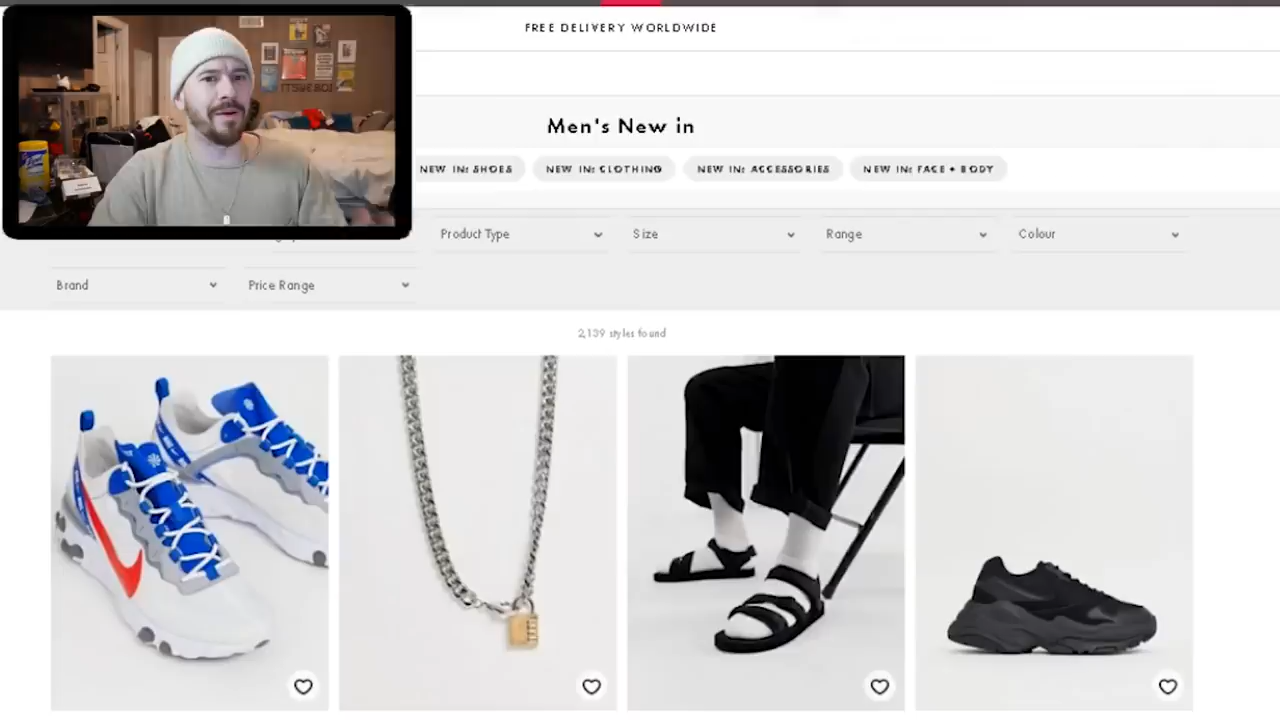 FREE DELIVERY WORLDWIDE
Men's New in
NEW IN: SHOES
NEW IN: CLOTHING
NEW IN: ACCESSORIES
NEW IN: FACE + BODY
Product Type
Size
Range
Colour
Brand
Price Range
2,139 styles found